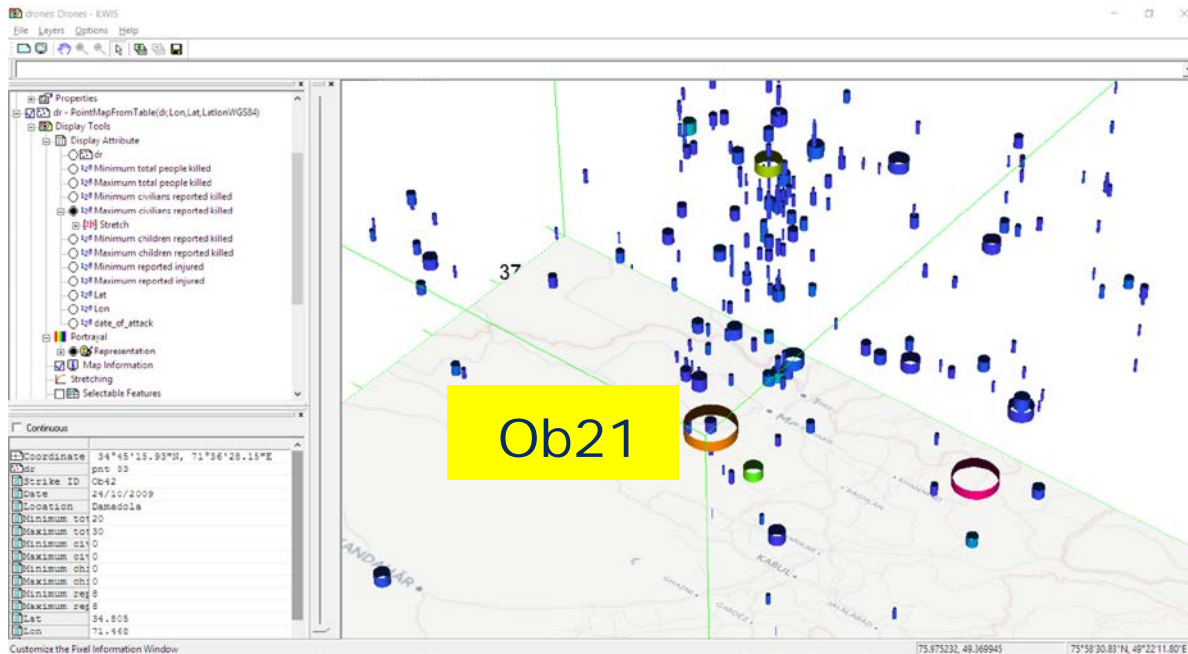 drones Drones - ILWIS
File Layers Options Help
Properties
dr - PointMapFromTable(dr,Lon,Lat,LatlonWGS84)
Display Tools
Display Attribute
dr
Minimum total people killed
Maximum total people killed
Minimum civilians reported killed
Maximum civilians reported killed
Stretch
Minimum children reported killed
Maximum children reported killed
Minimum reported injured
Maximum reported injured
Lat
Lon
date_of_attack
Portrayal
Representation
Map Information
Stretching
Selectable Features
Continuous
Coordinate 34°45'15.93"N, 71°36'28.15"E
dr pnt 93
Strike ID Ob42
Date 24/10/2009
Location Damadola
Minimum tot 20
Maximum tot 30
Minimum civ 0
Maximum civ 0
Minimum chi 0
Maximum chi 0
Minimum rep 8
Maximum rep 8
Lat 34.805
Lon 71.468
37
Ob21
BAGHLAN
KANDAHĀR
KABUL
GHAZNI
GARDĒZ
JALALABAD
Customize the Pixel Information Window
75.975232, 49.369945
75°58'30.83"N, 49°22'11.80"E